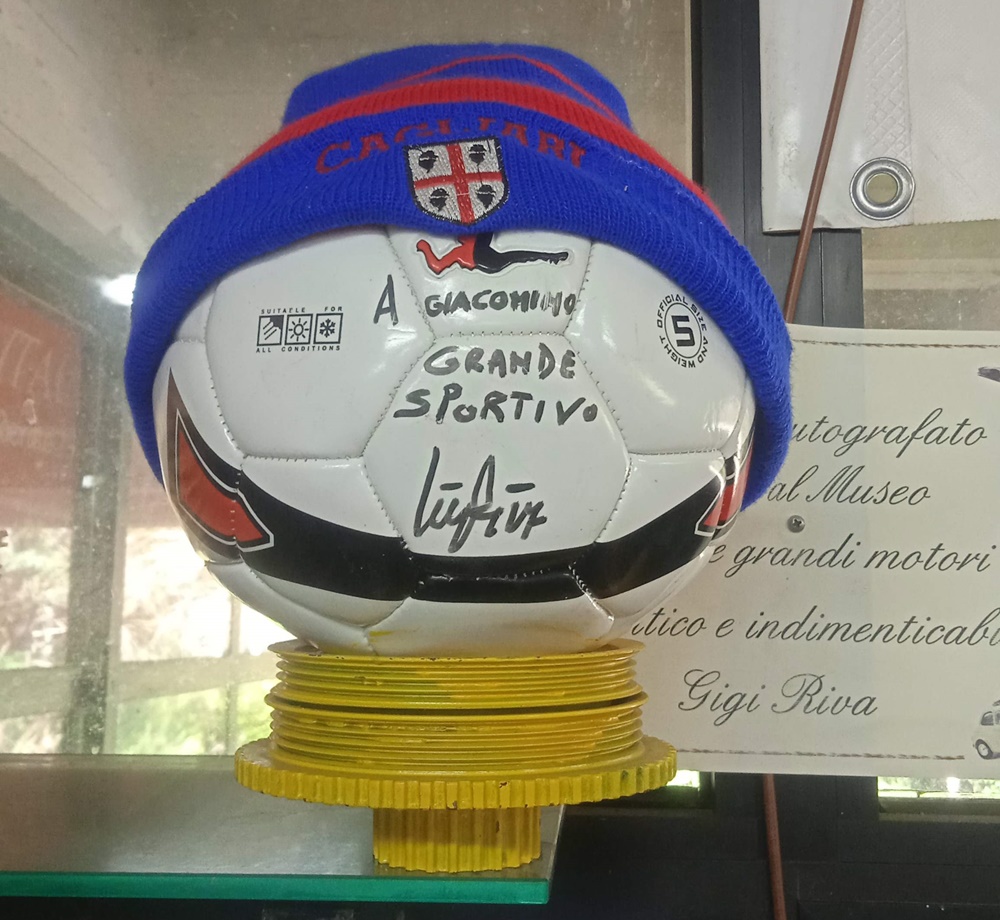 CAGLIARI
SUITABLE FOR
ALL CONDITIONS
A GIACOMINO
OFFICIAL SIZE AND WEIGHT
5
GRANDE
SPORTIVO
utografato
al Museo
e grandi motori
tico e indimenticabi
Gigi Riva